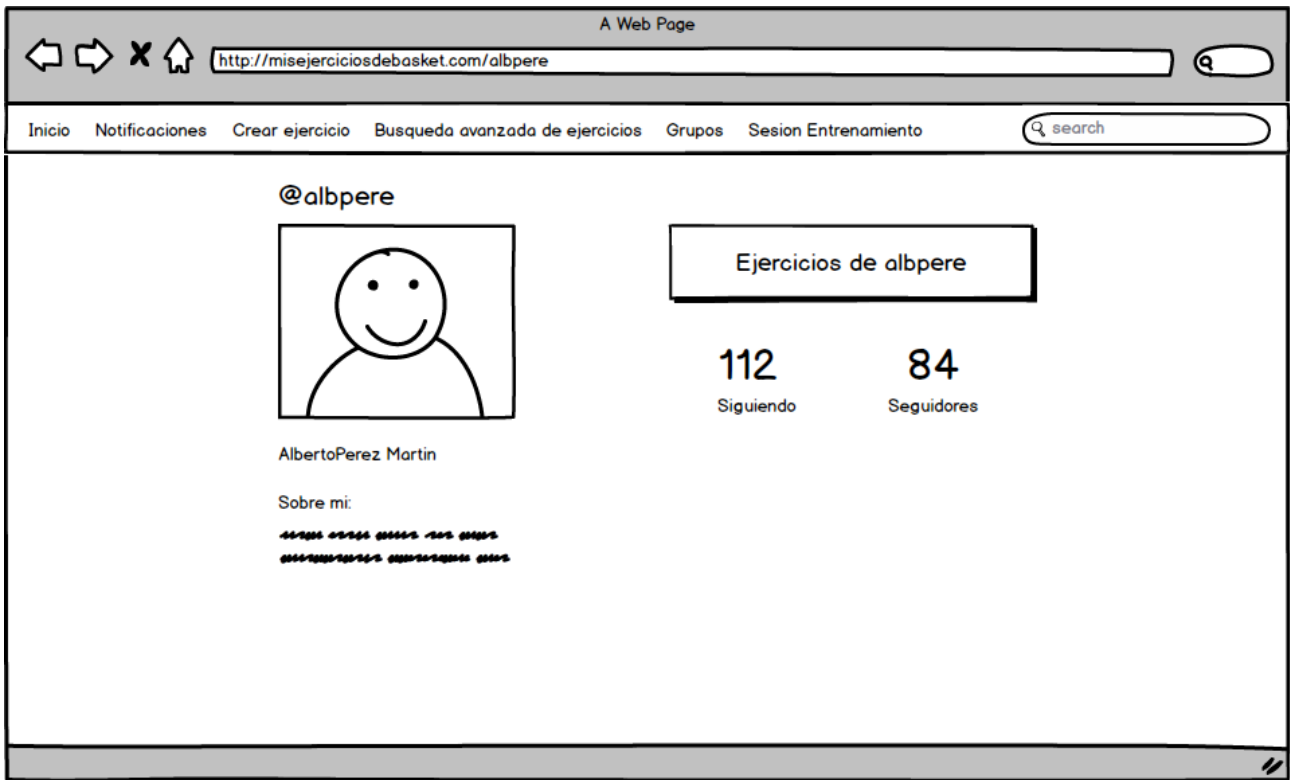 A Web Page
http://misejerciciosdebasket.com/albpere
Inicio Notificaciones Crear ejercicio Busqueda avanzada de ejercicios Grupos Sesion Entrenamiento search
@albpere
Ejercicios de albpere
112 84
Siguiendo Seguidores
AlbertoPerez Martin
Sobre mi: